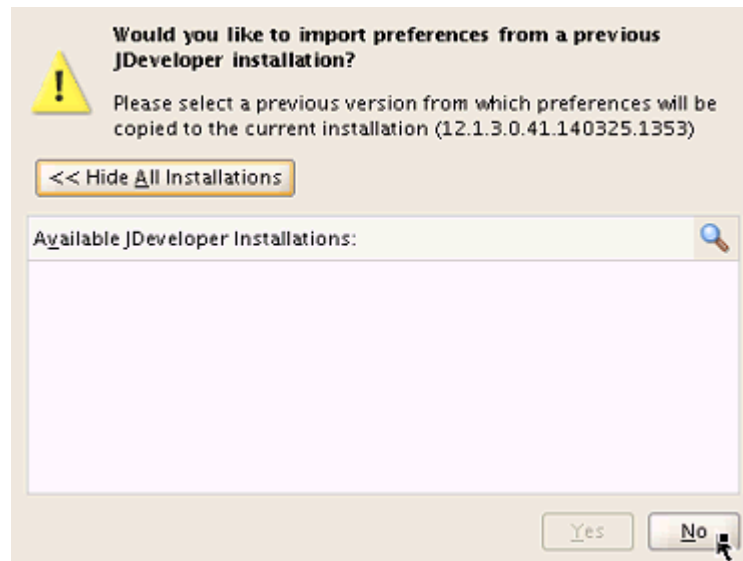 Would you like to import preferences from a previous
JDeveloper installation?
Please select a previous version from which preferences will be
copied to the current installation (12.1.3.0.41.140325.1353)
<< Hide All Installations
Available JDeveloper Installations:
Yes
No